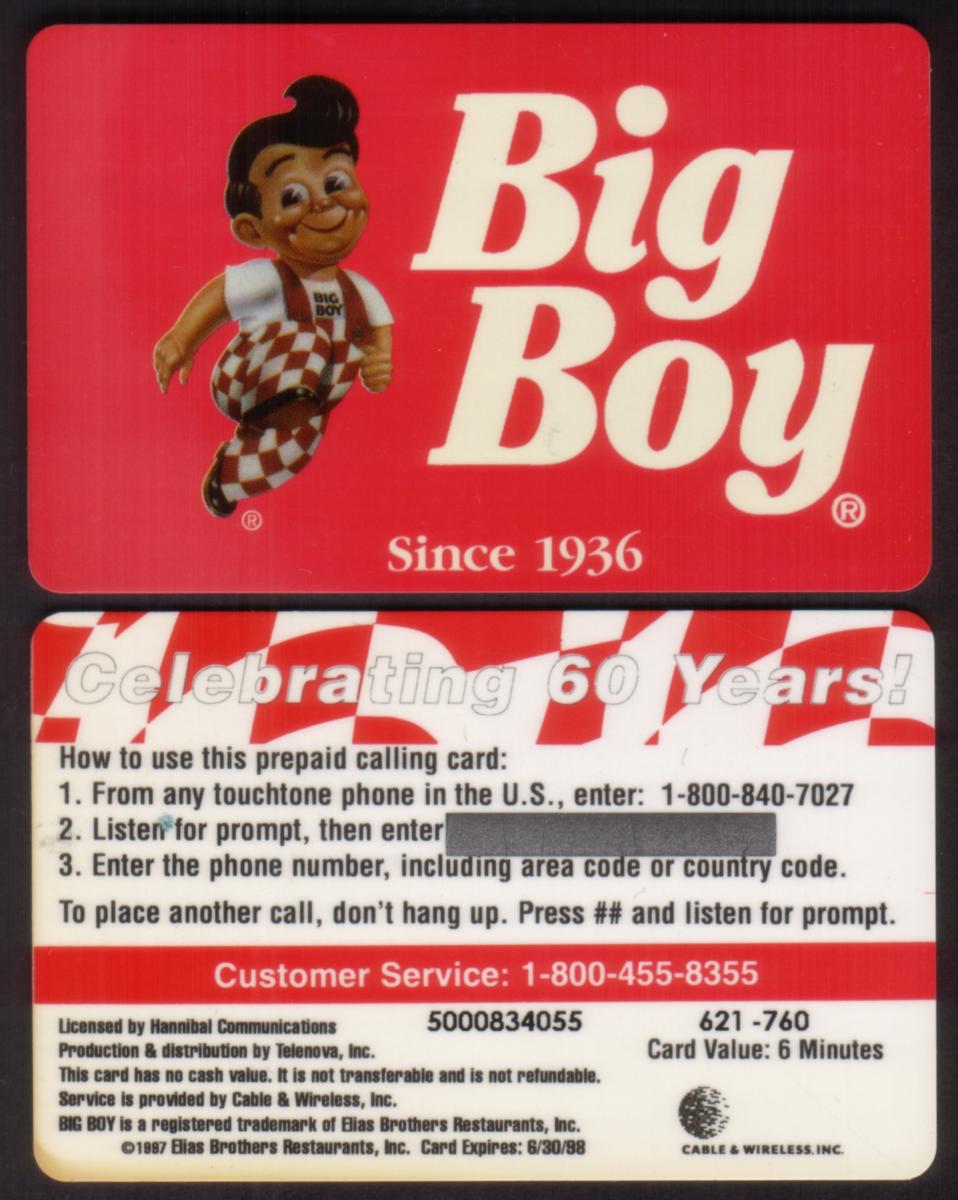 BIG
BOY
Big
Boy
®
®
Since 1936
Celebrating 60 Years!
How to use this prepaid calling card:
1. From any touchtone phone in the U.S., enter: 1-800-840-7027
2. Listen for prompt, then enter
3. Enter the phone number, including area code or country code.
To place another call, don't hang up. Press ## and listen for prompt.
Customer Service: 1-800-455-8355
Licensed by Hannibal Communications 5000834055 621 -760
Production & distribution by Telenova, Inc. Card Value: 6 Minutes
This card has no cash value. It is not transferable and is not refundable.
Service is provided by Cable & Wireless, Inc.
BIG BOY is a registered trademark of Elias Brothers Restaurants, Inc.
©1997 Elias Brothers Restaurants, Inc. Card Expires: 6/30/98
CABLE & WIRELESS, INC.